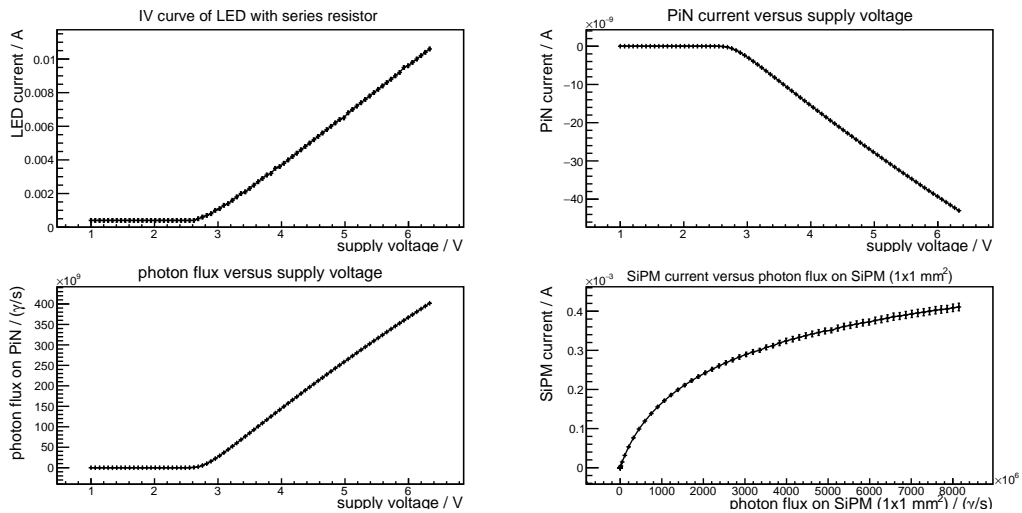 IV curve of LED with series resistor
LED current / A
0.01
0.008
0.006
0.004
0.002
0
1 2 3 4 5 6
supply voltage / V
PiN current versus supply voltage
×10⁻⁹
PiN current / A
0
−10
−20
−30
−40
1 2 3 4 5 6
supply voltage / V
photon flux versus supply voltage
×10⁹
photon flux on PiN / (γ/s)
400
350
300
250
200
150
100
50
0
1 2 3 4 5 6
supply voltage / V
SiPM current versus photon flux on SiPM (1x1 mm²)
×10⁻³
SiPM current / A
0.4
0.3
0.2
0.1
0
0 1000 2000 3000 4000 5000 6000 7000 8000
×10⁶
photon flux on SiPM (1x1 mm²) / (γ/s)